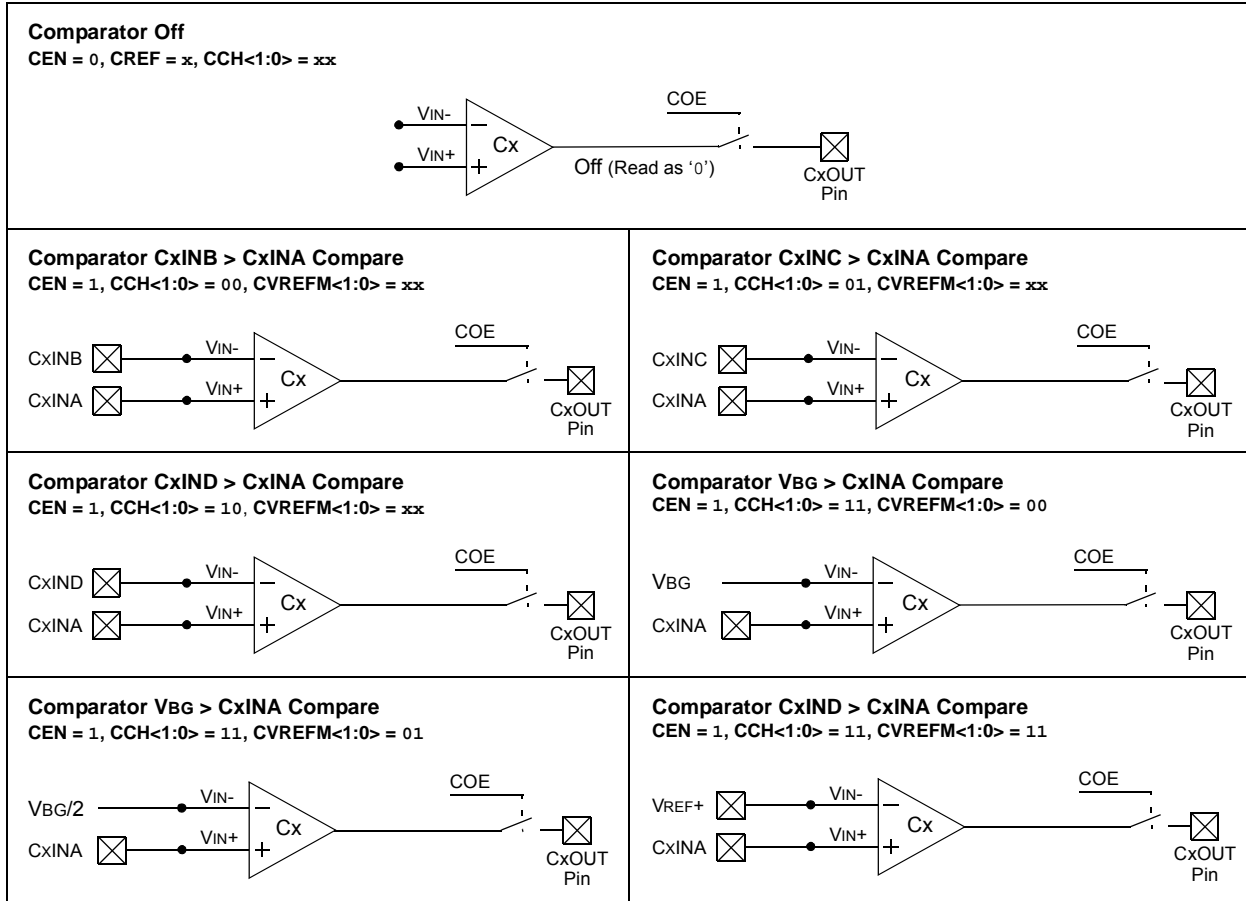 Comparator Off
CEN = 0, CREF = x, CCH<1:0> = xx
COE
VIN-
−
Cx
VIN+
+
Off (Read as ‘0’)
CxOUT
Pin
Comparator CxINB > CxINA Compare
CEN = 1, CCH<1:0> = 00, CVREFM<1:0> = xx
COE
CXINB
VIN-
−
Cx
CXINA
VIN+
+
CxOUT
Pin
Comparator CxINC > CxINA Compare
CEN = 1, CCH<1:0> = 01, CVREFM<1:0> = xx
COE
CXINC
VIN-
−
Cx
CXINA
VIN+
+
CxOUT
Pin
Comparator CxIND > CxINA Compare
CEN = 1, CCH<1:0> = 10, CVREFM<1:0> = xx
COE
CXIND
VIN-
−
Cx
CXINA
VIN+
+
CxOUT
Pin
Comparator VBG > CxINA Compare
CEN = 1, CCH<1:0> = 11, CVREFM<1:0> = 00
COE
VBG
VIN-
−
Cx
CXINA
VIN+
+
CxOUT
Pin
Comparator VBG > CxINA Compare
CEN = 1, CCH<1:0> = 11, CVREFM<1:0> = 01
COE
VBG/2
VIN-
−
Cx
CXINA
VIN+
+
CxOUT
Pin
Comparator CxIND > CxINA Compare
CEN = 1, CCH<1:0> = 11, CVREFM<1:0> = 11
COE
VREF+
VIN-
−
Cx
CXINA
VIN+
+
CxOUT
Pin